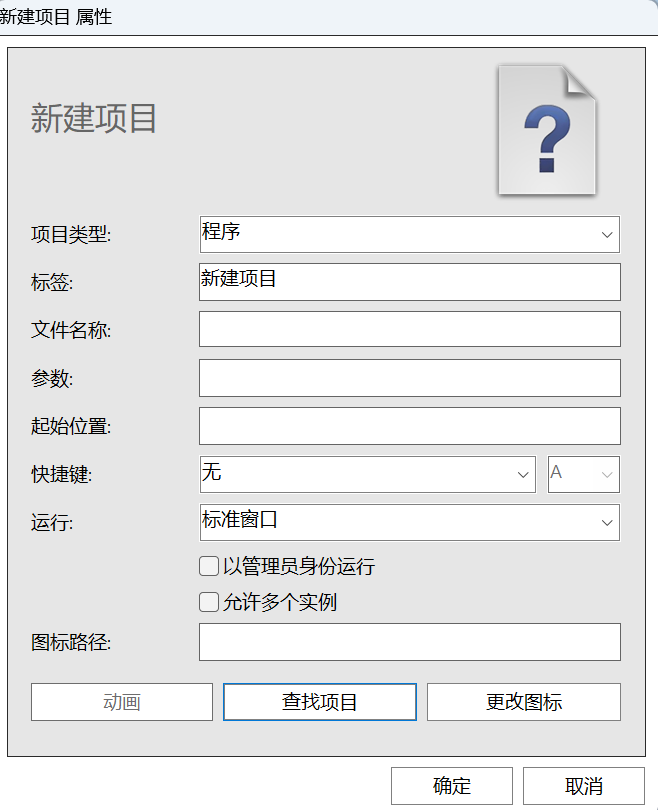 新建项目 属性
新建项目
?
项目类型: 程序
标签: 新建项目
文件名称:
参数:
起始位置:
快捷键: 无 A
运行: 标准窗口
以管理员身份运行
允许多个实例
图标路径:
动画 查找项目 更改图标
确定 取消